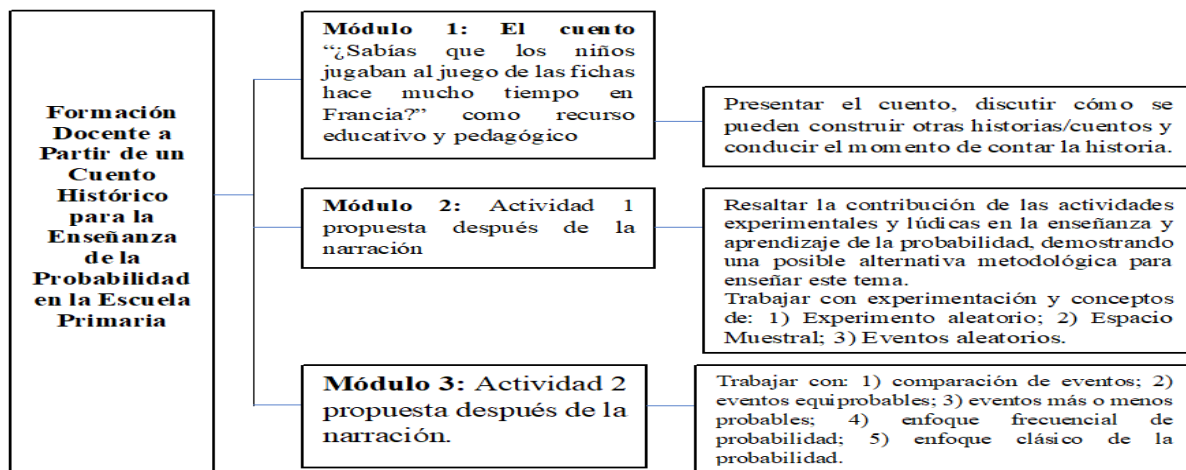 Formación
Docente a
Partir de un
Cuento
Histórico
para la
Enseñanza
de la
Probabilidad
en la Escuela
Primaria
Módulo 1: El cuento
“¿Sabías que los niños
jugaban al juego de las fichas
hace mucho tiempo en
Francia?” como recurso
educativo y pedagógico
Presentar el cuento, discutir cómo se
pueden construir otras historias/cuentos y
conducir el momento de contar la historia.
Módulo 2: Actividad 1
propuesta después de la
narración
Resaltar la contribución de las actividades
experimentales y lúdicas en la enseñanza
y aprendizaje de la probabilidad, demostrando
una posible alternativa metodológica para
enseñar este tema.
Trabajar con experimentación y conceptos
de: 1) Experimento aleatorio; 2) Espacio
Muestral; 3) Eventos aleatorios.
Módulo 3: Actividad 2
propuesta después de la
narración.
Trabajar con: 1) comparación de eventos; 2)
eventos equiprobables; 3) eventos más o menos
probables; 4) enfoque frecuencial de
probabilidad; 5) enfoque clásico de la
probabilidad.